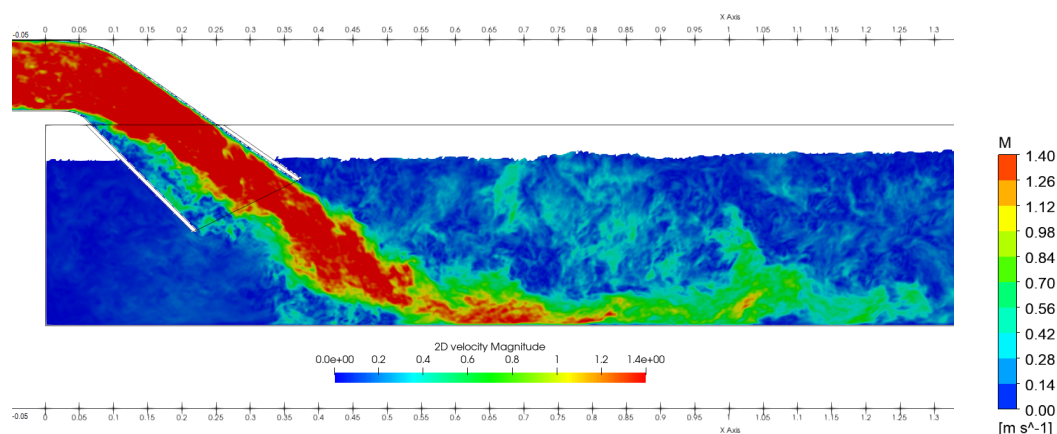 X Axis
-0.05 0 0.05 0.1 0.15 0.2 0.25 0.3 0.35 0.4 0.45 0.5 0.55 0.6 0.65 0.7 0.75 0.8 0.85 0.9 0.95 1 1.05 1.1 1.15 1.2 1.25 1.3
M
1.40
1.26
1.12
0.98
0.84
0.70
0.56
0.42
0.28
0.14
0.00
[m s^-1]
2D velocity Magnitude
0.0e+00 0.2 0.4 0.6 0.8 1 1.2 1.4e+00
-0.05 0 0.05 0.1 0.15 0.2 0.25 0.3 0.35 0.4 0.45 0.5 0.55 0.6 0.65 0.7 0.75 0.8 0.85 0.9 0.95 1 1.05 1.1 1.15 1.2 1.25 1.3
X Axis